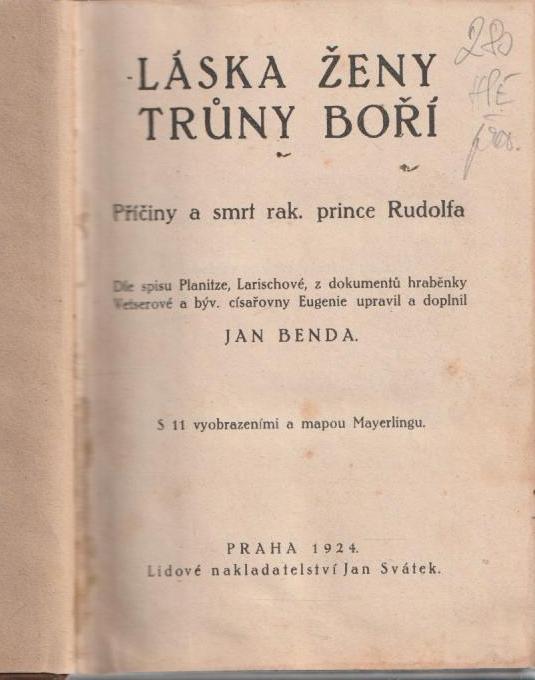 LÁSKA ŽENY
TRŮNY BOŘÍ
Příčiny a smrt rak. prince Rudolfa
Dle spisu Planitze, Larischové, z dokumentů hraběnky
Vetserové a býv. císařovny Eugenie upravil a doplnil
JAN BENDA.
S 11 vyobrazeními a mapou Mayerlingu.
PRAHA 1924.
Lidové nakladatelství Jan Svátek.